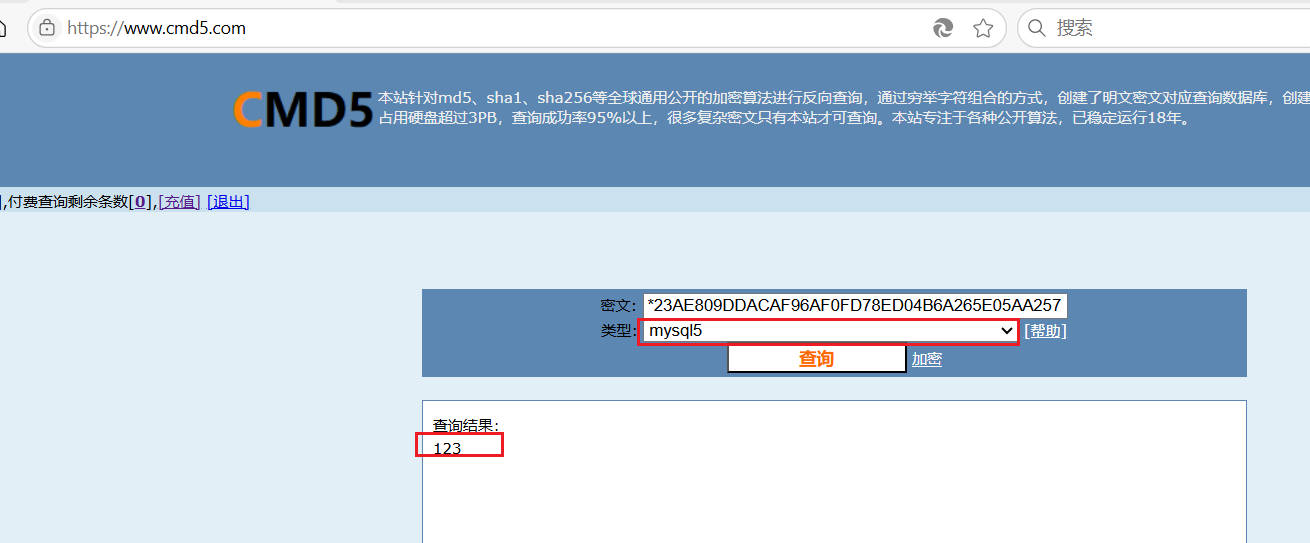 https://www.cmd5.com
搜索
CMD5
本站针对md5、sha1、sha256等全球通用公开的加密算法进行反向查询，通过穷举字符组合的方式，创建了明文密文对应查询数据库，创建
占用硬盘超过3PB，查询成功率95%以上，很多复杂密文只有本站才可查询。本站专注于各种公开算法，已稳定运行18年。
],付费查询剩余条数[0],[充值] [退出]
密文: *23AE809DDACAF96AF0FD78ED04B6A265E05AA257
类型: mysql5 [帮助]
查询 加密
查询结果:
123